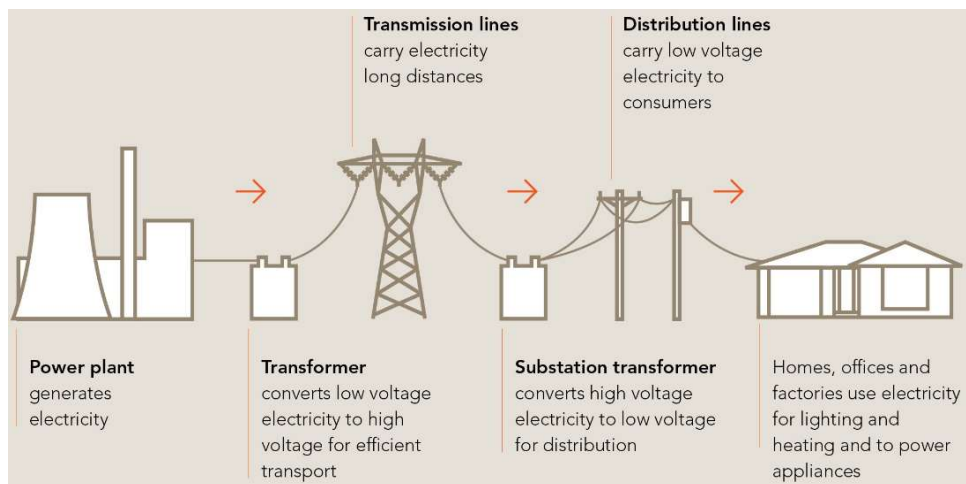 Transmission lines
carry electricity
long distances
Distribution lines
carry low voltage
electricity to
consumers
Power plant
generates
electricity
Transformer
converts low voltage
electricity to high
voltage for efficient
transport
Substation transformer
converts high voltage
electricity to low voltage
for distribution
Homes, offices and
factories use electricity
for lighting and
heating and to power
appliances